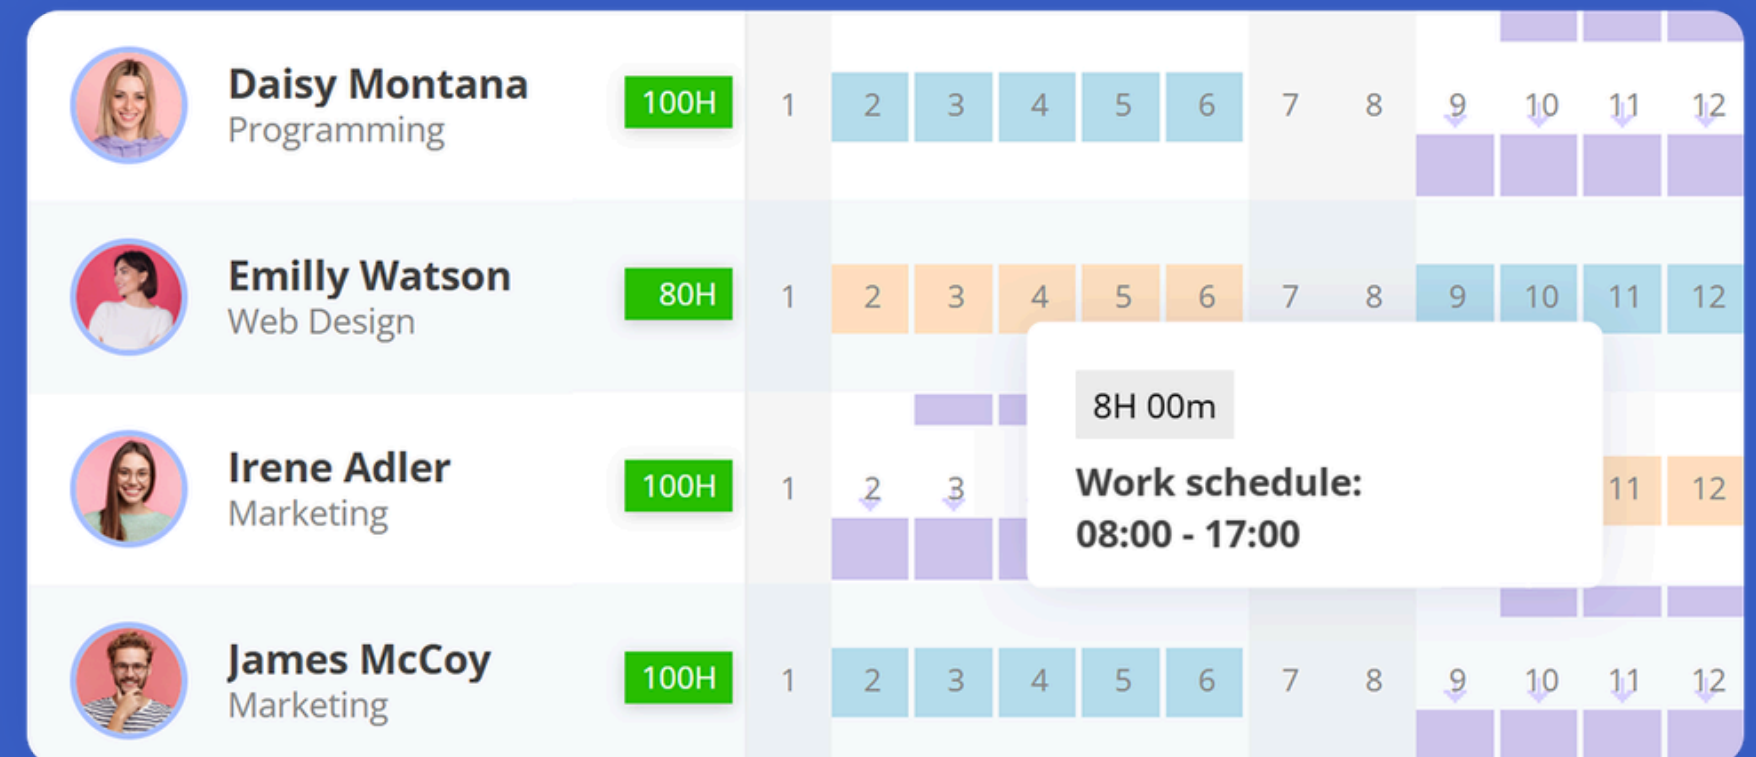 Daisy Montana
Programming
100H
1 2 3 4 5 6 7 8 9 10 11 12
Emilly Watson
Web Design
80H
1 2 3 4 5 6 7 8 9 10 11 12
8H 00m
Work schedule:
08:00 - 17:00
Irene Adler
Marketing
100H
1 2 3 11 12
James McCoy
Marketing
100H
1 2 3 4 5 6 7 8 9 10 11 12